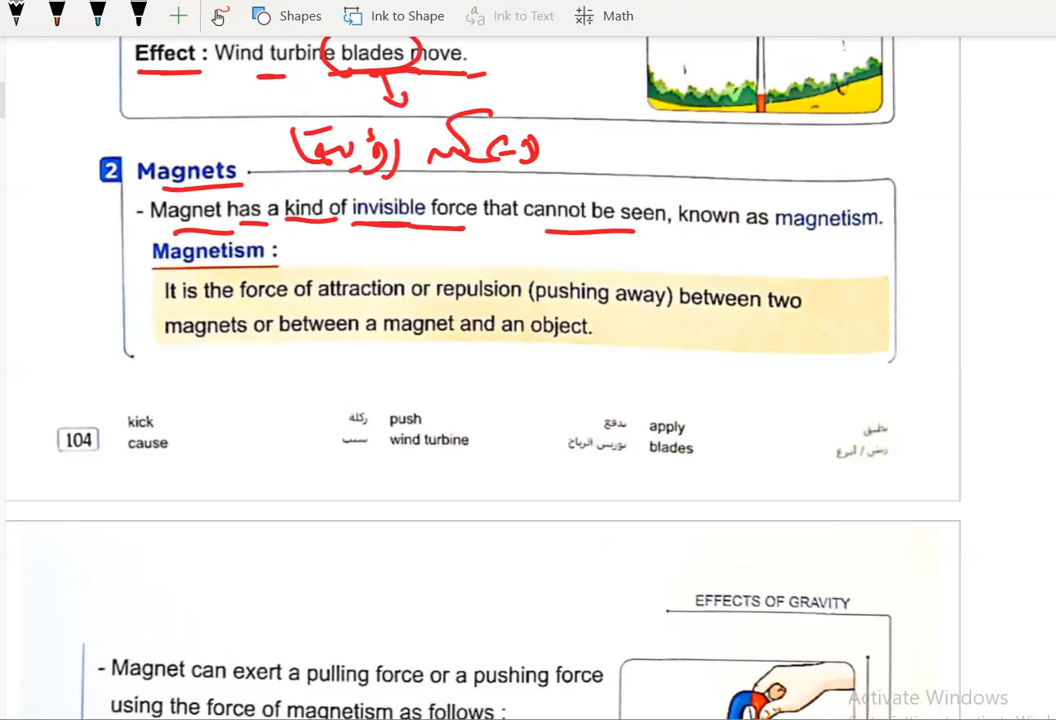 Shapes
Ink to Shape
Ink to Text
Math
Effect : Wind turbine blades move.
2 Magnets
- Magnet has a kind of invisible force that cannot be seen, known as magnetism.
Magnetism :
It is the force of attraction or repulsion (pushing away) between two
magnets or between a magnet and an object.
kick ركلة push يدفع apply يطبق
104
cause سبب wind turbine توربين الرياح blades ريش / أذرع
EFFECTS OF GRAVITY
- Magnet can exert a pulling force or a pushing force
using the force of magnetism as follows :
Activate Windows